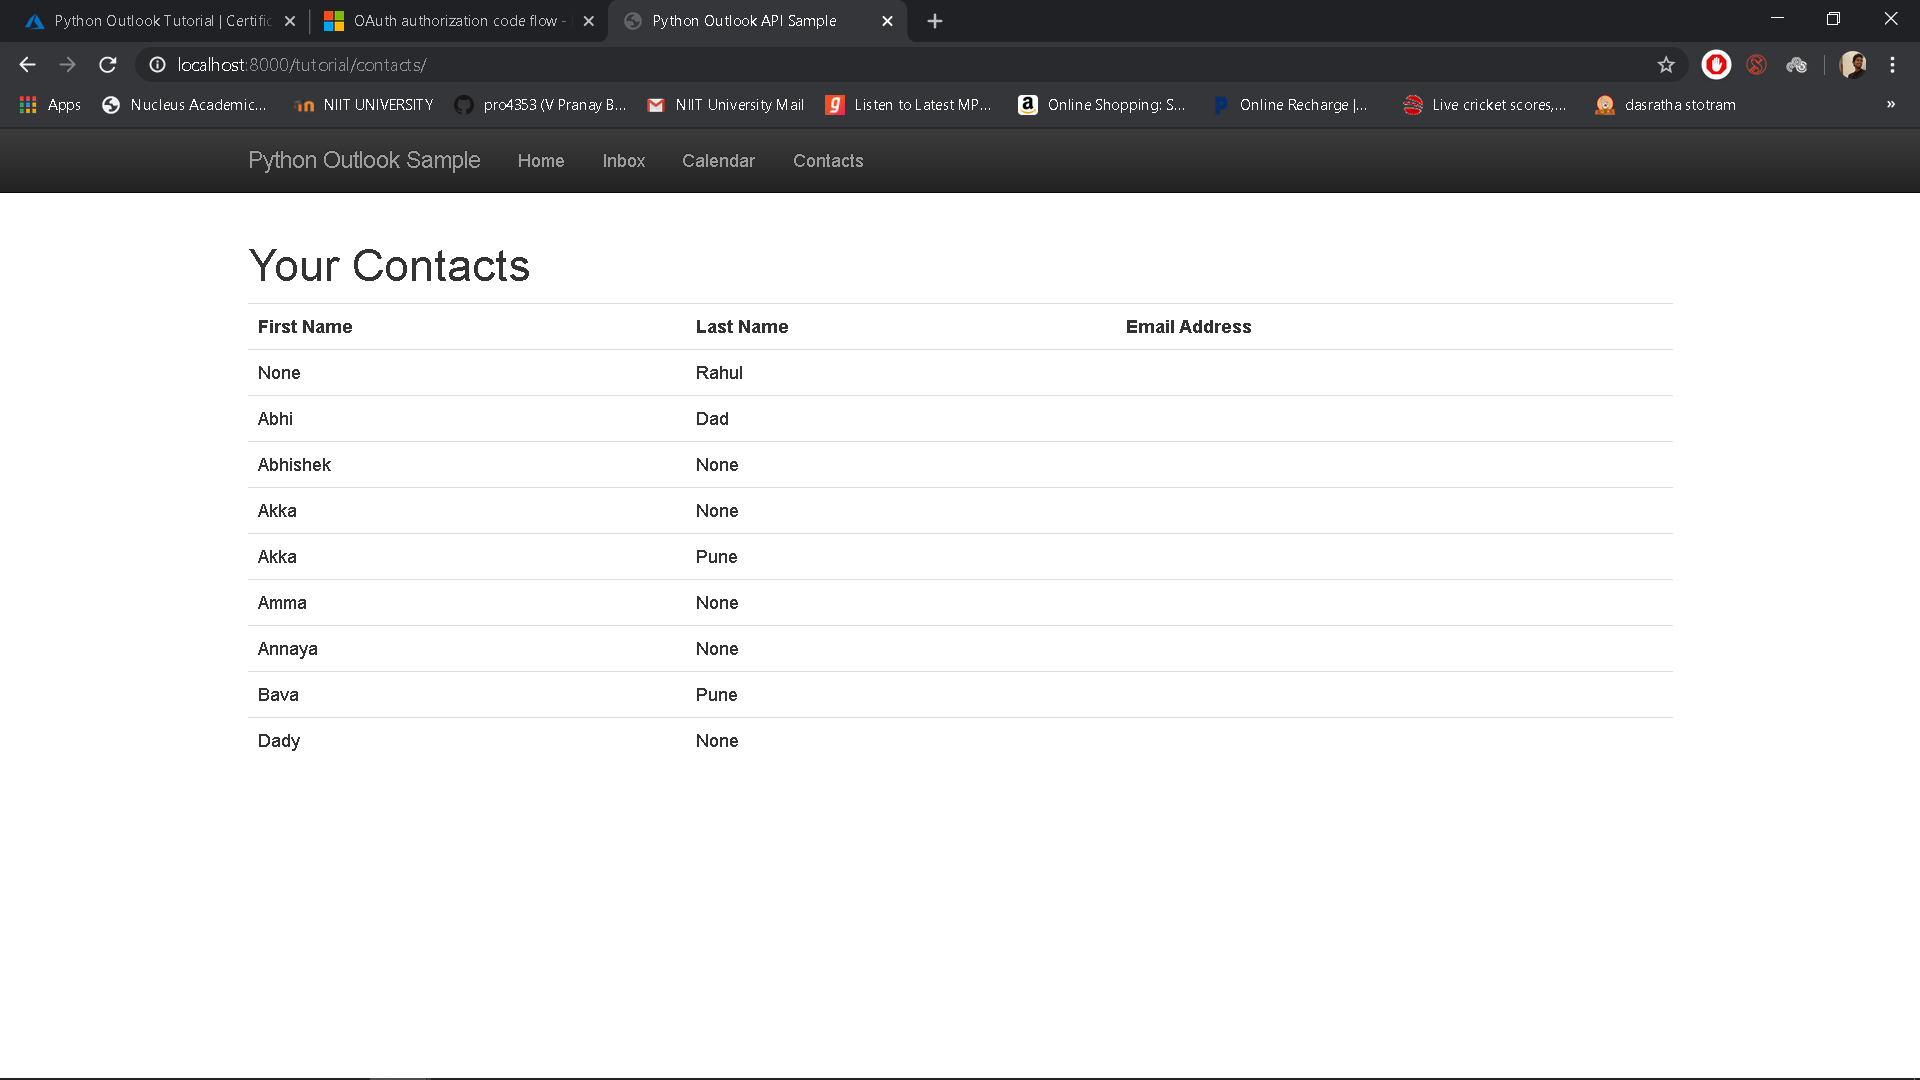 Python Outlook Tutorial | Certific
OAuth authorization code flow -
Python Outlook API Sample
localhost:8000/tutorial/contacts/
Apps Nucleus Academic... NIIT UNIVERSITY pro4353 (V Pranay B... NIIT University Mail Listen to Latest MP... Online Shopping: S... Online Recharge |... Live cricket scores,... dasratha stotram »
Python Outlook Sample Home Inbox Calendar Contacts
Your Contacts
First Name Last Name Email Address
None Rahul
Abhi Dad
Abhishek None
Akka None
Akka Pune
Amma None
Annaya None
Bava Pune
Dady None